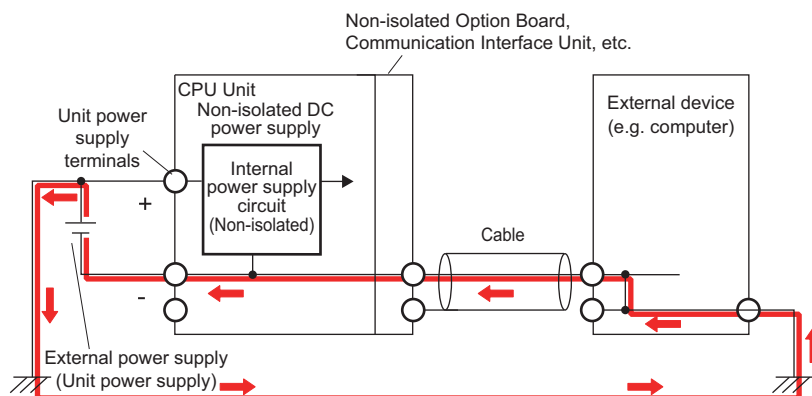 Non-isolated Option Board,
Communication Interface Unit, etc.
CPU Unit
Non-isolated DC
power supply
Unit power
supply
terminals
Internal
power supply
circuit
(Non-isolated)
External device
(e.g. computer)
+
Cable
-
External power supply
(Unit power supply)